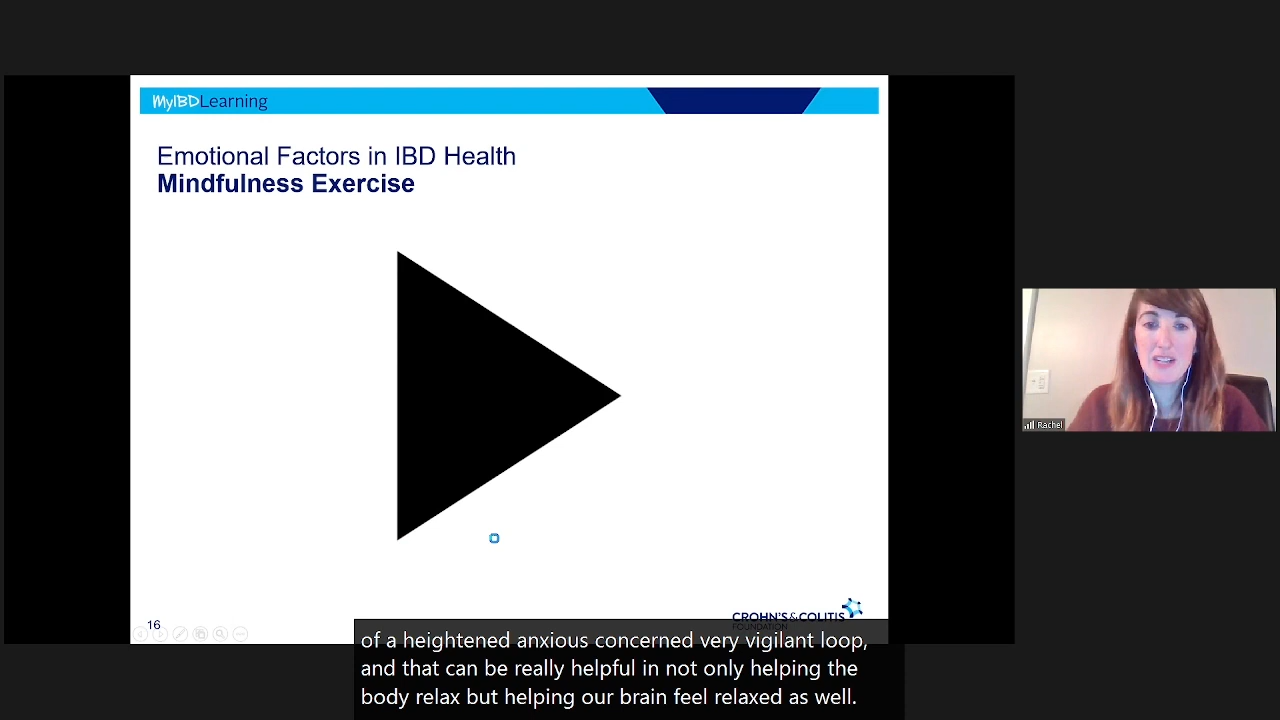 MyIBDLearning
Emotional Factors in IBD Health
Mindfulness Exercise
Rachel
16
CROHN'S&COLITIS
FOUNDATION
of a heightened anxious concerned very vigilant loop,
and that can be really helpful in not only helping the
body relax but helping our brain feel relaxed as well.